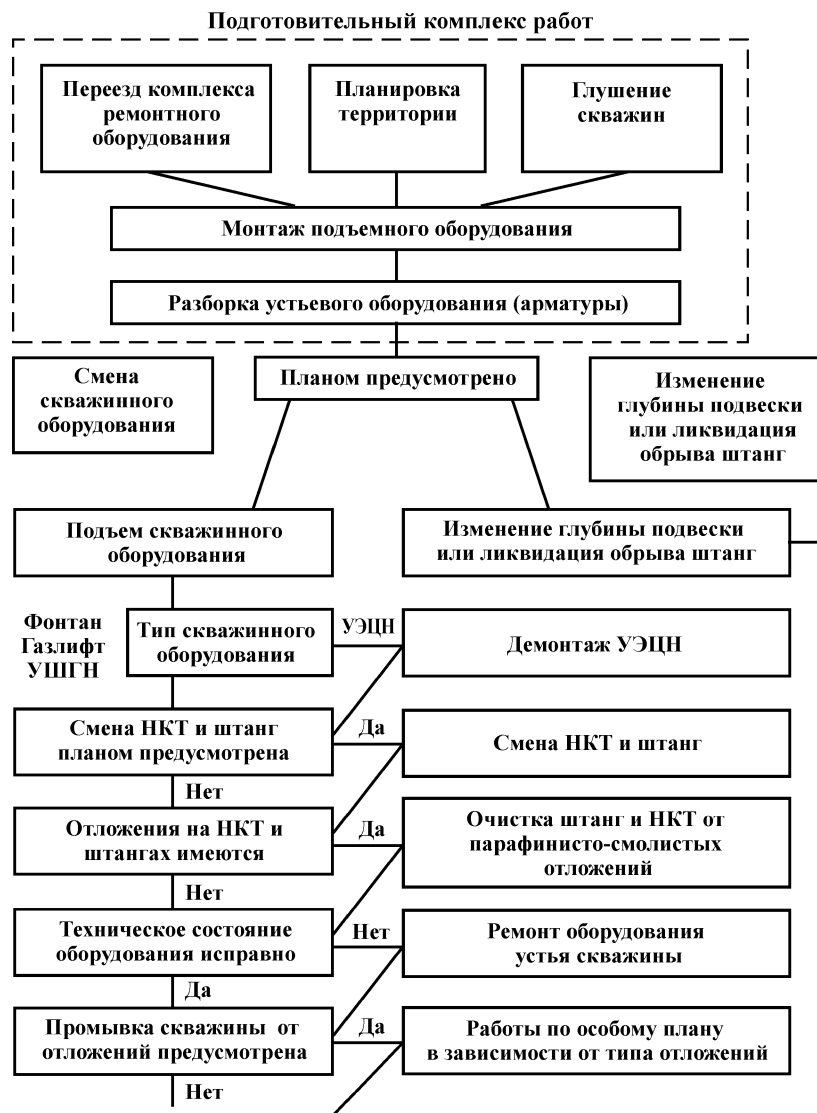 Подготовительный комплекс работ
Переезд комплекса
ремонтного
оборудования
Планировка
территории
Глушение
скважин
Монтаж подъемного оборудования
Разборка устьевого оборудования (арматуры)
Смена
скважинного
оборудования
Планом предусмотрено
Изменение
глубины подвески
или ликвидация
обрыва штанг
Подъем скважинного
оборудования
Изменение глубины подвески
или ликвидация обрыва штанг
Фонтан
Газлифт
УШГН
Тип скважинного
оборудования
УЭЦН
Демонтаж УЭЦН
Смена НКТ и штанг
планом предусмотрена
Да
Смена НКТ и штанг
Нет
Отложения на НКТ и
штангах имеются
Да
Очистка штанг и НКТ от
парафинисто-смолистых
отложений
Нет
Техническое состояние
оборудования исправно
Нет
Ремонт оборудования
устья скважины
Да
Промывка скважины от
отложений предусмотрена
Да
Работы по особому плану
в зависимости от типа отложений
Нет